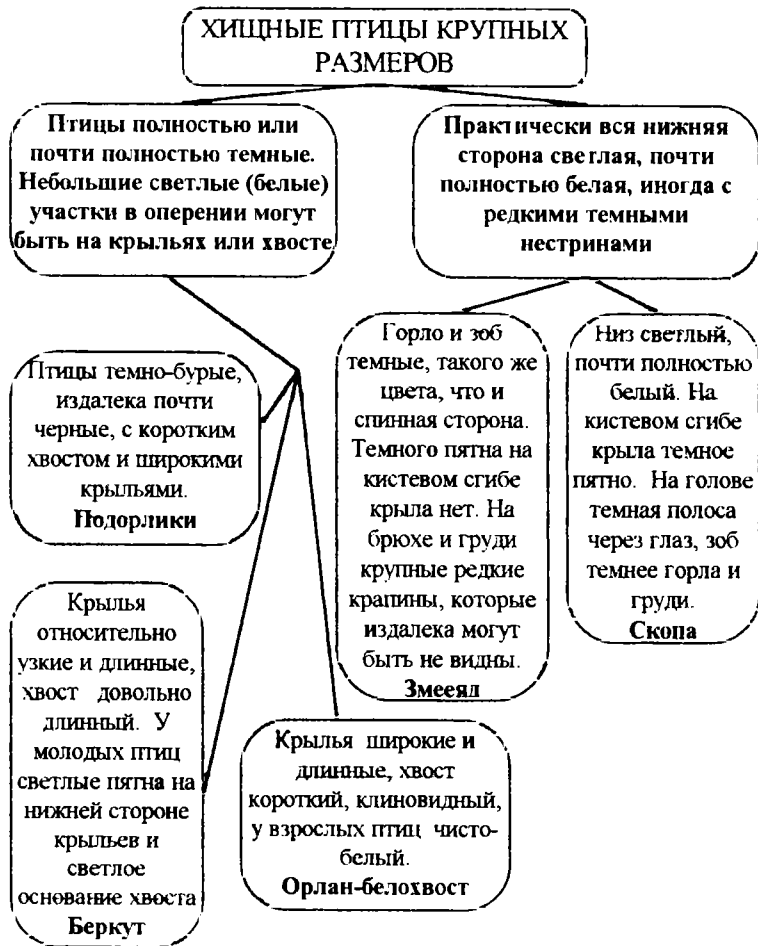 ХИЩНЫЕ ПТИЦЫ КРУПНЫХ
РАЗМЕРОВ
Птицы полностью или
почти полностью темные.
Небольшие светлые (белые)
участки в оперении могут
быть на крыльях или хвосте
Практически вся нижняя
сторона светлая, почти
полностью белая, иногда с
редкими темными
нестринами
Птицы темно-бурые,
издалека почти
черные, с коротким
хвостом и широкими
крыльями.
Подорлики
Горло и зоб
темные, такого же
цвета, что и
спинная сторона.
Темного пятна на
кистевом сгибе
крыла нет. На
брюхе и груди
крупные редкие
крапины, которые
издалека могут
быть не видны.
Змееяд
Низ светлый,
почти полностью
белый. На
кистевом сгибе
крыла темное
пятно. На голове
темная полоса
через глаз, зоб
темнее горла и
груди.
Скопа
Крылья
относительно
узкие и длинные,
хвост довольно
длинный. У
молодых птиц
светлые пятна на
нижней стороне
крыльев и
светлое
основание хвоста
Беркут
Крылья широкие и
длинные, хвост
короткий, клиновидный,
у взрослых птиц чисто-
белый.
Орлан-белохвост